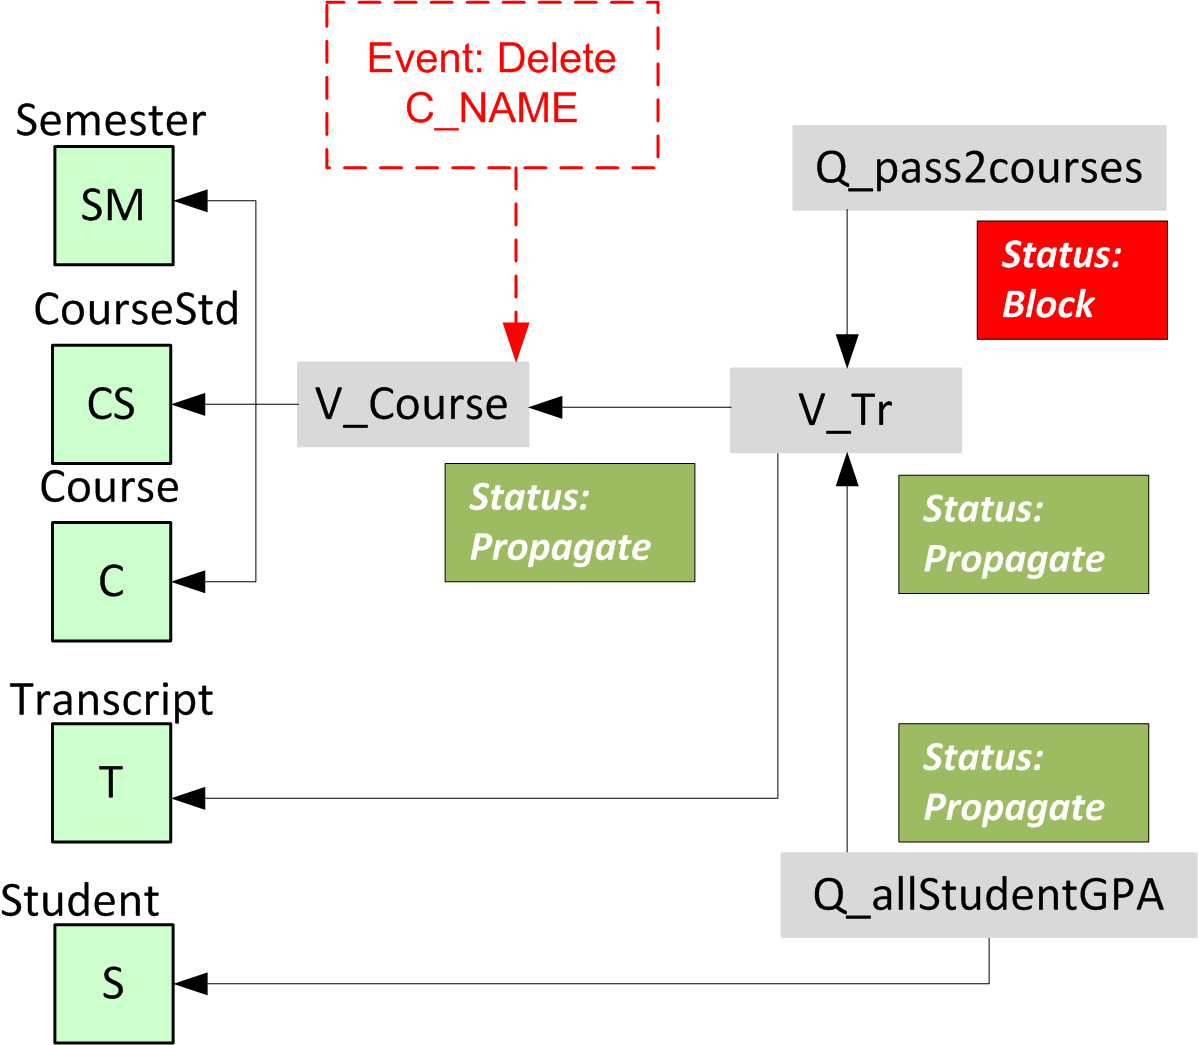 Event: Delete
C_NAME
Semester
SM
Q_pass2courses
Status:
Block
CourseStd
CS
V_Course
V_Tr
Status:
Propagate
Status:
Propagate
Course
C
Transcript
T
Status:
Propagate
Student
S
Q_allStudentGPA